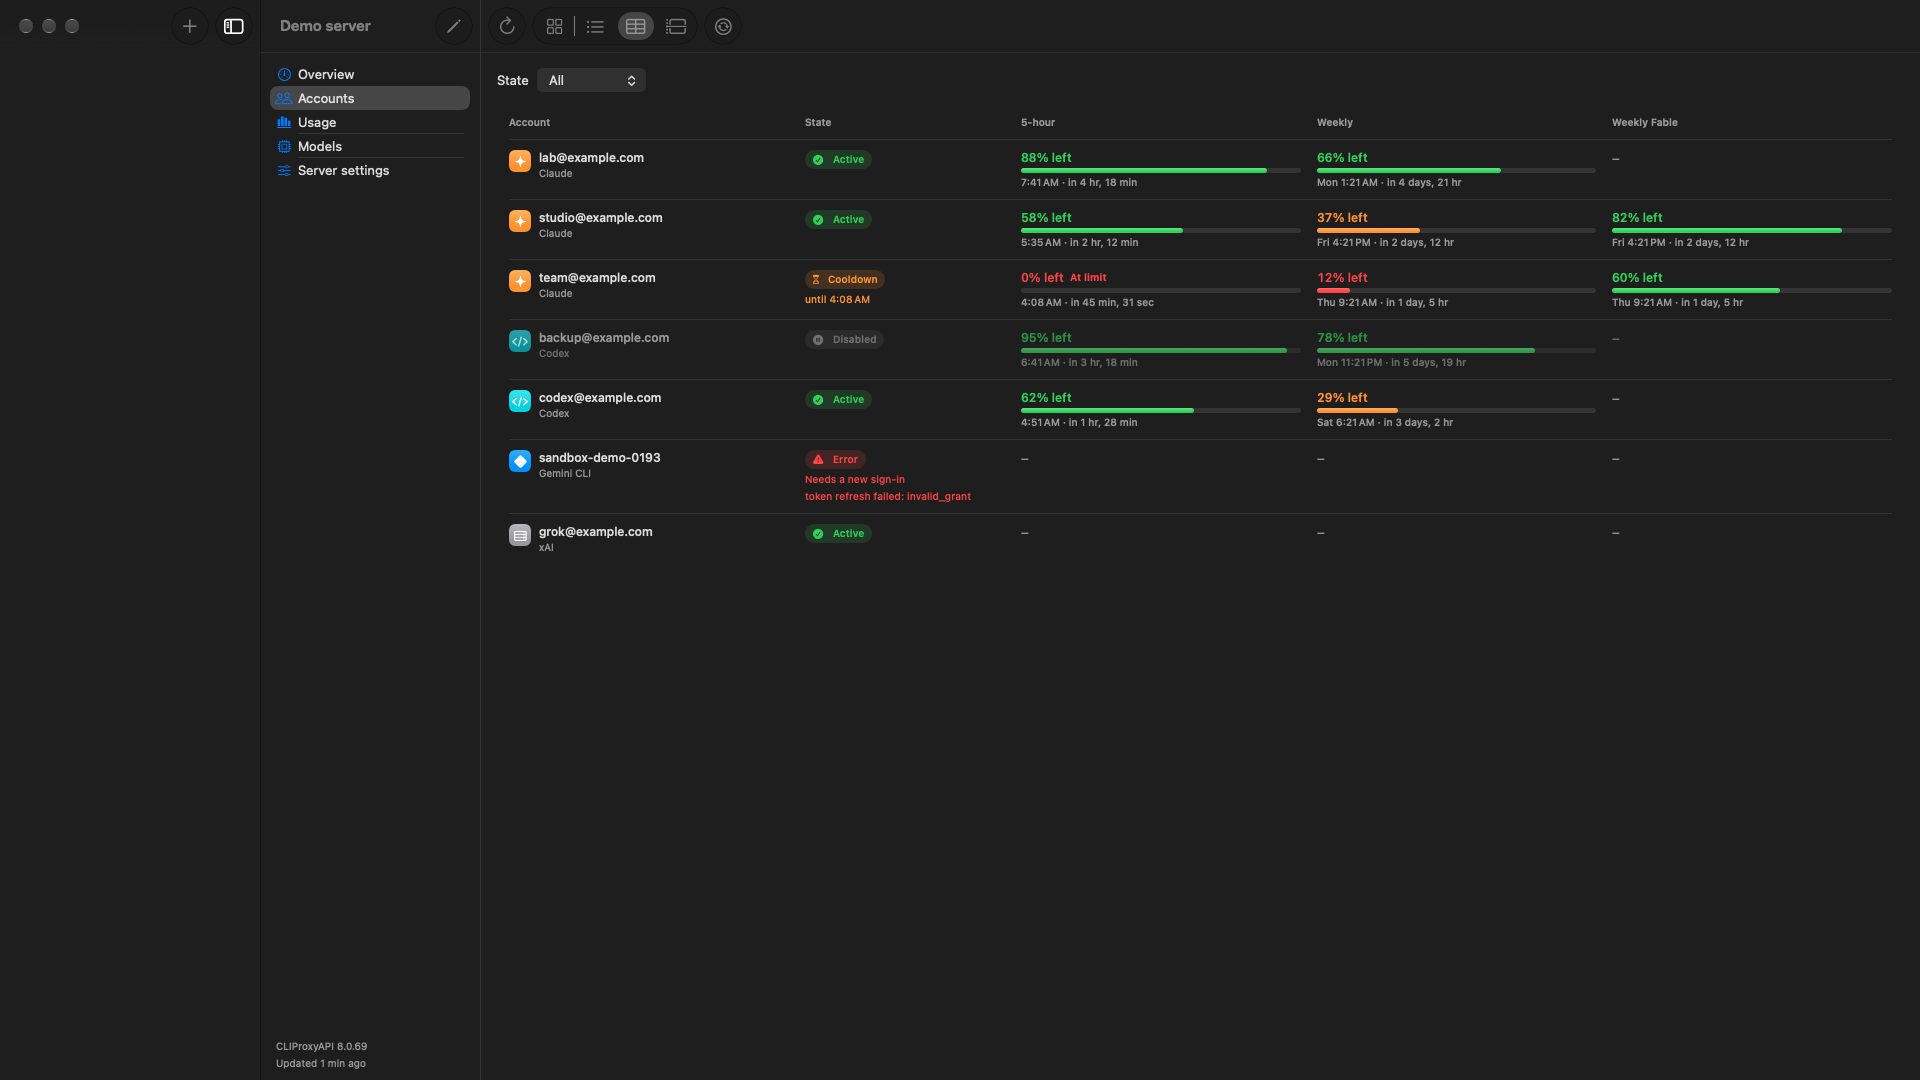 Demo server
Overview
Accounts
Usage
Models
Server settings
CLIProxyAPI 8.0.69
Updated 1 min ago
State All
Account State 5-hour Weekly Weekly Fable
lab@example.com Active 88% left 66% left –
Claude 7:41 AM · in 4 hr, 18 min Mon 1:21 AM · in 4 days, 21 hr
studio@example.com Active 58% left 37% left 82% left
Claude 5:35 AM · in 2 hr, 12 min Fri 4:21 PM · in 2 days, 12 hr Fri 4:21 PM · in 2 days, 12 hr
team@example.com Cooldown 0% left At limit 12% left 60% left
Claude until 4:08 AM 4:08 AM · in 45 min, 31 sec Thu 9:21 AM · in 1 day, 5 hr Thu 9:21 AM · in 1 day, 5 hr
backup@example.com Disabled 95% left 78% left –
Codex 6:41 AM · in 3 hr, 18 min Mon 11:21 PM · in 5 days, 19 hr
codex@example.com Active 62% left 29% left –
Codex 4:51 AM · in 1 hr, 28 min Sat 6:21 AM · in 3 days, 2 hr
sandbox-demo-0193 Error – – –
Gemini CLI Needs a new sign-in
token refresh failed: invalid_grant
grok@example.com Active – – –
xAI